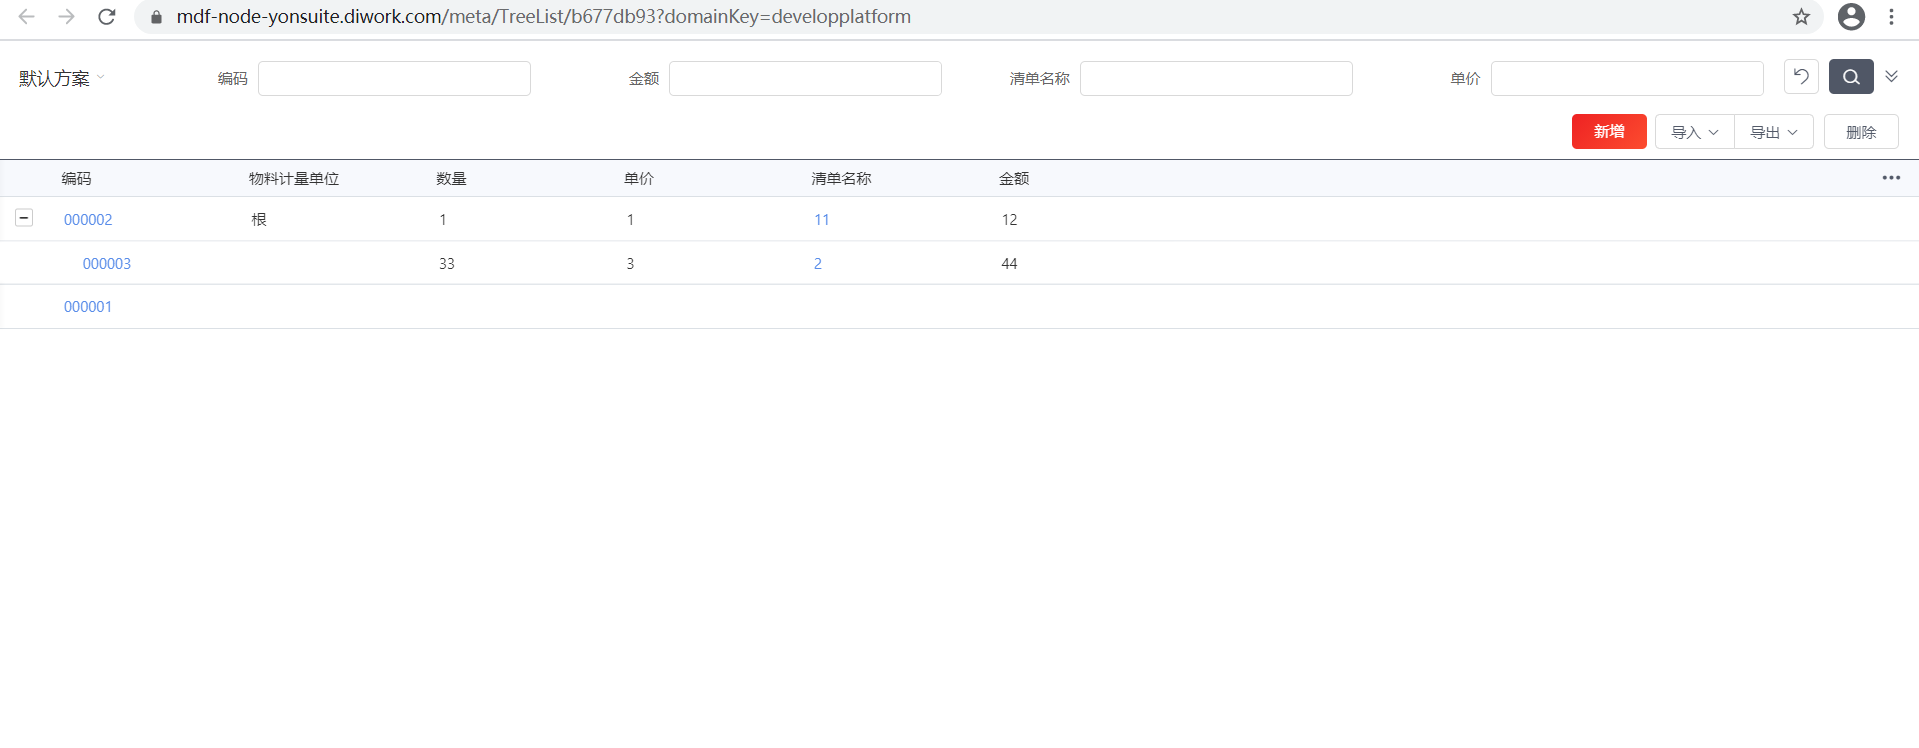 mdf-node-yonsuite.diwork.com/meta/TreeList/b677db93?domainKey=developplatform
默认方案 编码 金额 清单名称 单价
新增 导入 导出 删除
编码 物料计量单位 数量 单价 清单名称 金额
000002 根 1 1 11 12
000003 33 3 2 44
000001